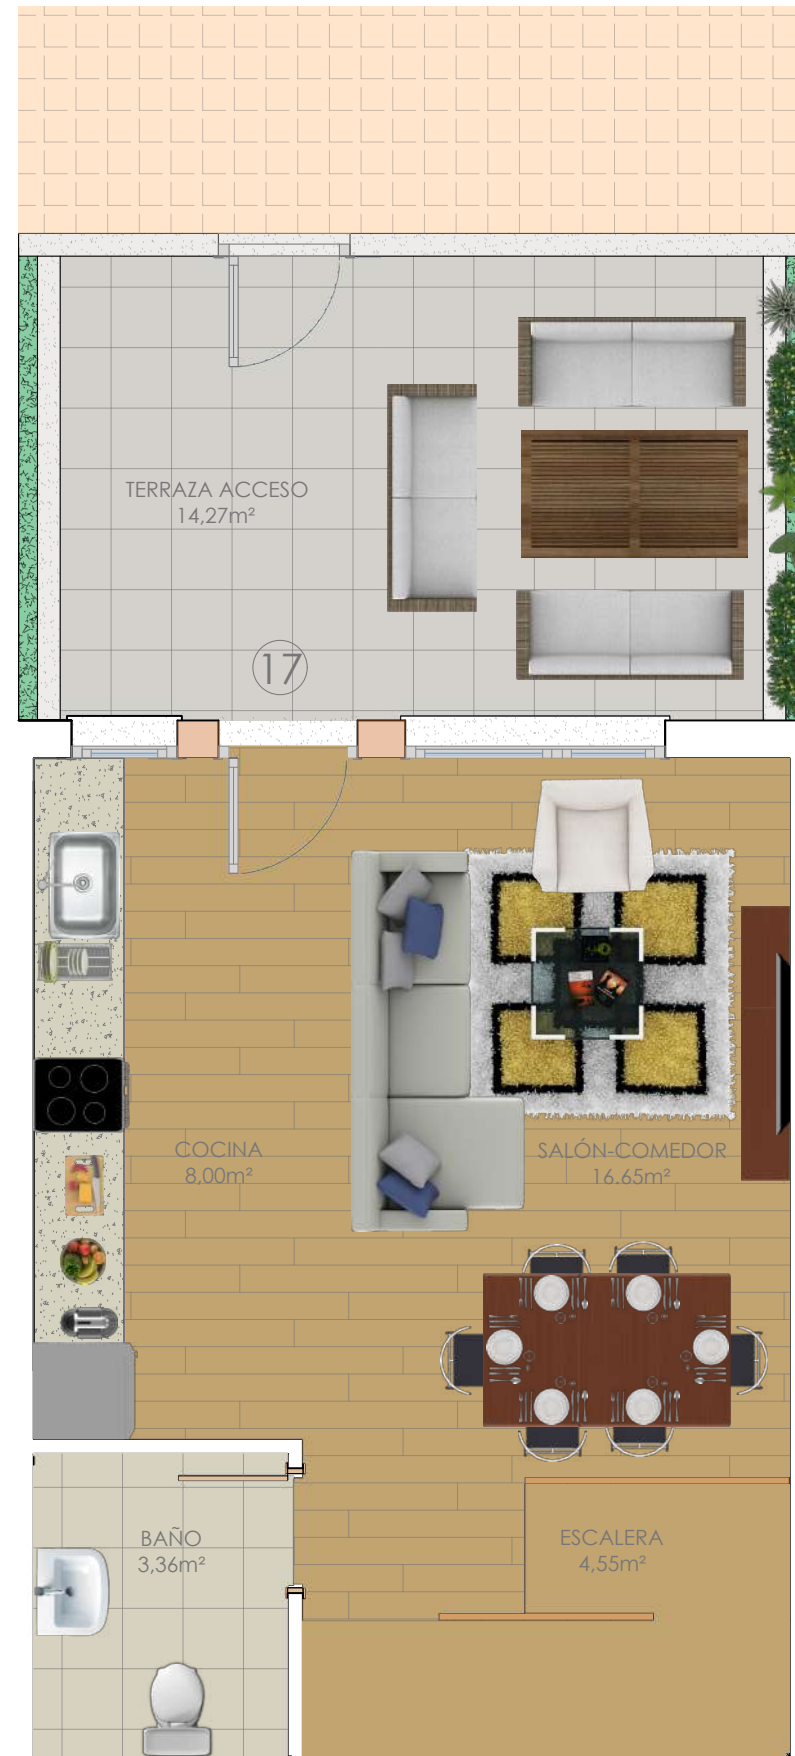 TERRAZA ACCESO
14,27m²
17
COCINA
8,00m²
SALÓN-COMEDOR
16.65m²
BAÑO
3,36m²
ESCALERA
4,55m²